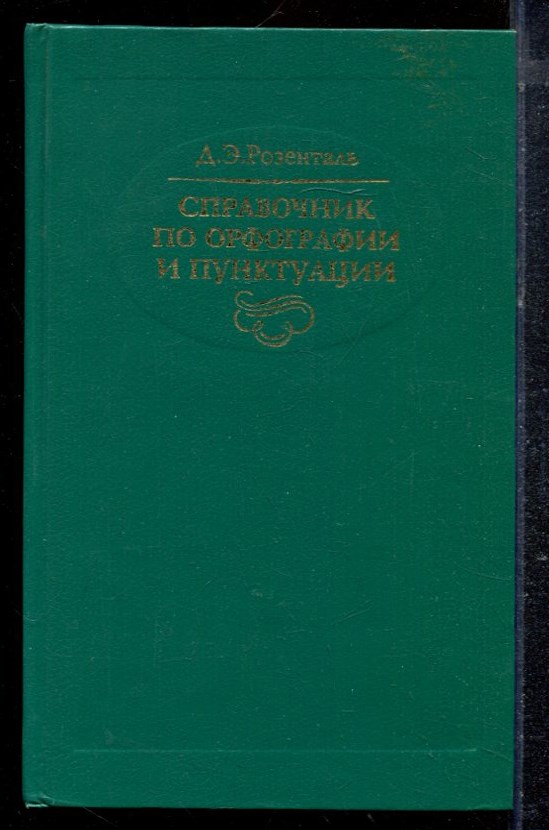 Д.Э.Розенталь
СПРАВОЧНИК
ПО ОРФОГРАФИИ
И ПУНКТУАЦИИ